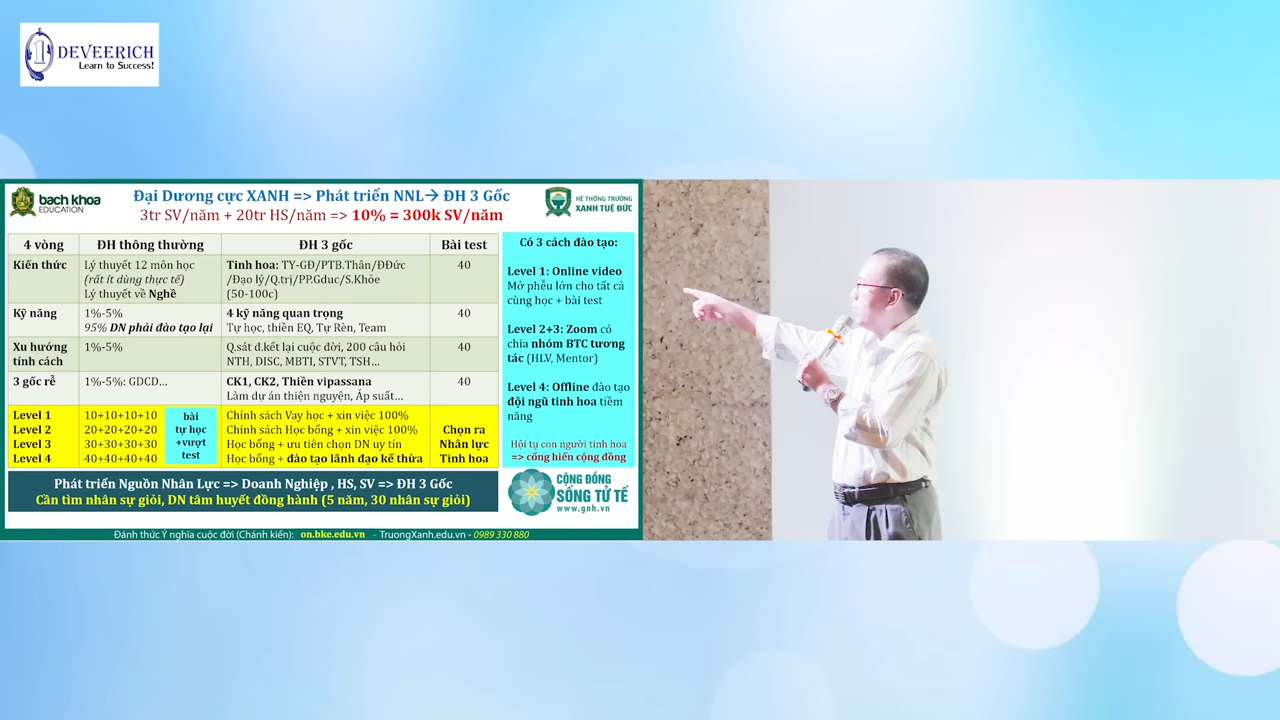 DEVEERICH
Learn to Success!
bach khoa
EDUCATION
Đại Dương cực XANH => Phát triển NNL→ ĐH 3 Gốc
3tr SV/năm + 20tr HS/năm => 10% = 300k SV/năm
HỆ THỐNG TRƯỜNG
XANH TUỆ ĐỨC
4 vòng ĐH thông thường ĐH 3 gốc Bài test
Kiến thức Lý thuyết 12 môn học Tinh hoa: TY-GĐ/PTB.Thân/ĐĐức 40
(rất ít dùng thực tế) /Đạo lý/Q.trị/PP.Gduc/S.Khỏe
Lý thuyết về Nghề (50-100c)
Kỹ năng 1%-5% 4 kỹ năng quan trọng 40
95% DN phải đào tạo lại Tự học, thiền EQ, Tự Rèn, Team
Xu hướng 1%-5% Q.sát đ.kết lại cuộc đời, 200 câu hỏi 40
tính cách NTH, DISC, MBTI, STVT, TSH...
3 gốc rễ 1%-5%: GDCD... CK1, CK2, Thiền vipassana 40
Làm dự án thiện nguyện, Áp suất...
Level 1 10+10+10+10 bài Chính sách Vay học + xin việc 100%
Level 2 20+20+20+20 tự học Chính sách Học bổng + xin việc 100% Chọn ra
Level 3 30+30+30+30 +vượt Học bổng + ưu tiên chọn DN uy tín Nhân lực
Level 4 40+40+40+40 test Học bổng + đào tạo lãnh đạo kế thừa Tinh hoa
Có 3 cách đào tạo:
Level 1: Online video
Mở phễu lớn cho tất cả
cùng học + bài test
Level 2+3: Zoom có
chia nhóm BTC tương
tác (HLV, Mentor)
Level 4: Offline đào tạo
đội ngũ tinh hoa tiềm
năng
Hội tụ con người tinh hoa
=> cống hiến cộng đồng
Phát triển Nguồn Nhân Lực => Doanh Nghiệp , HS, SV => ĐH 3 Gốc
Cần tìm nhân sự giỏi, DN tâm huyết đồng hành (5 năm, 30 nhân sự giỏi)
CỘNG ĐỒNG
SỐNG TỬ TẾ
www.gnh.vn
Đánh thức Ý nghĩa cuộc đời (Chánh kiến): on.bke.edu.vn - TruongXanh.edu.vn - 0989 330 880